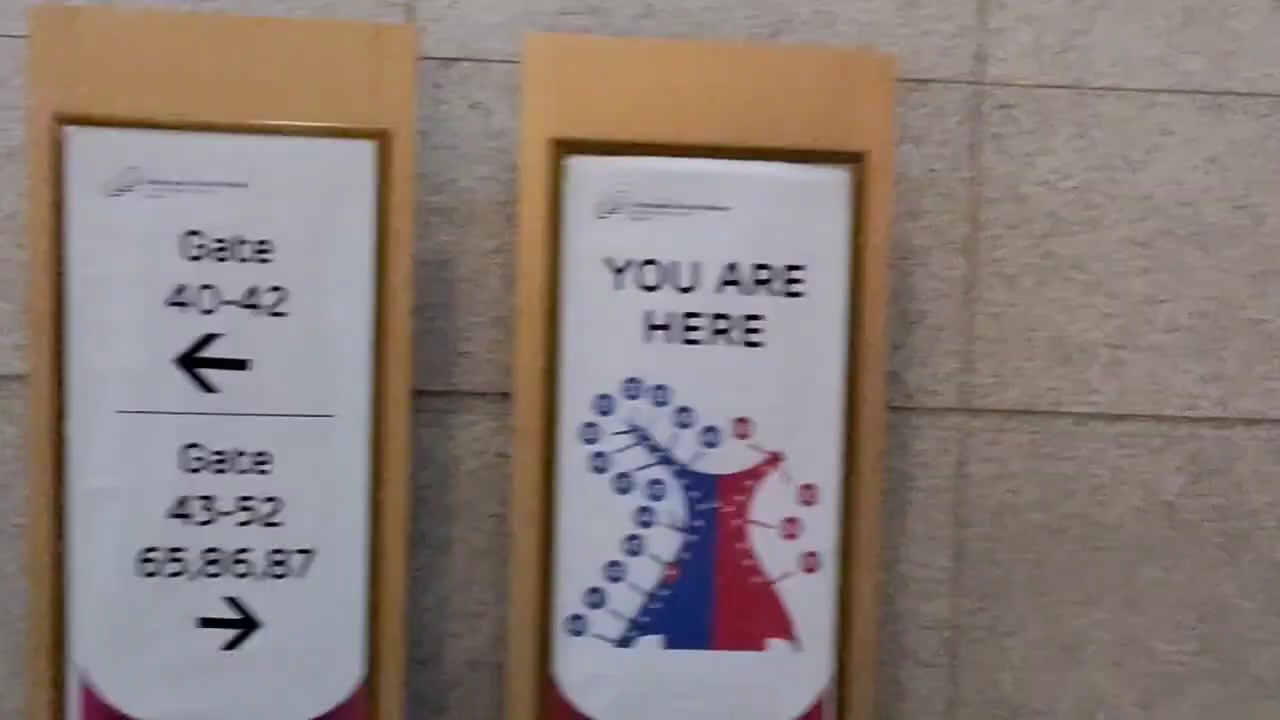 Gate
40-42
←
Gate
43-52
65,86,87
→
YOU ARE
HERE